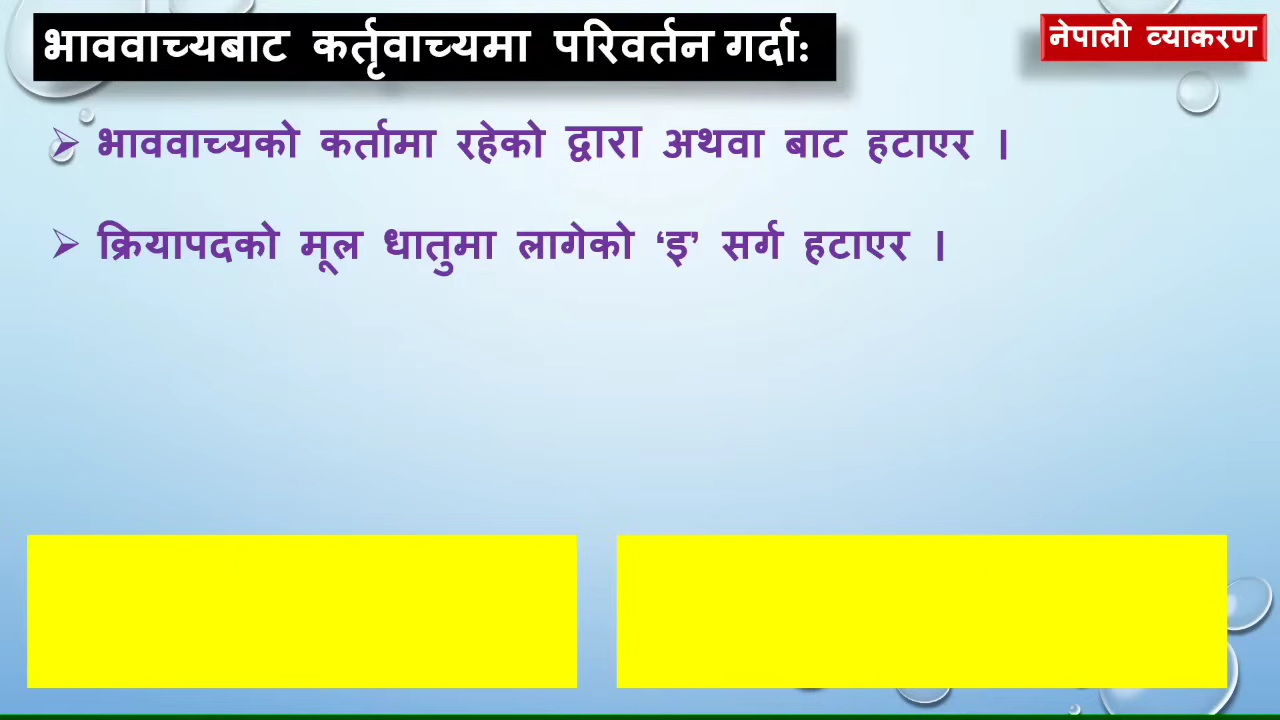 भाववाच्यबाट कर्तृवाच्यमा परिवर्तन गर्दाः
नेपाली व्याकरण
भाववाच्यको कर्तामा रहेको द्वारा अथवा बाट हटाएर ।
क्रियापदको मूल धातुमा लागेको ‘इ’ सर्ग हटाएर ।